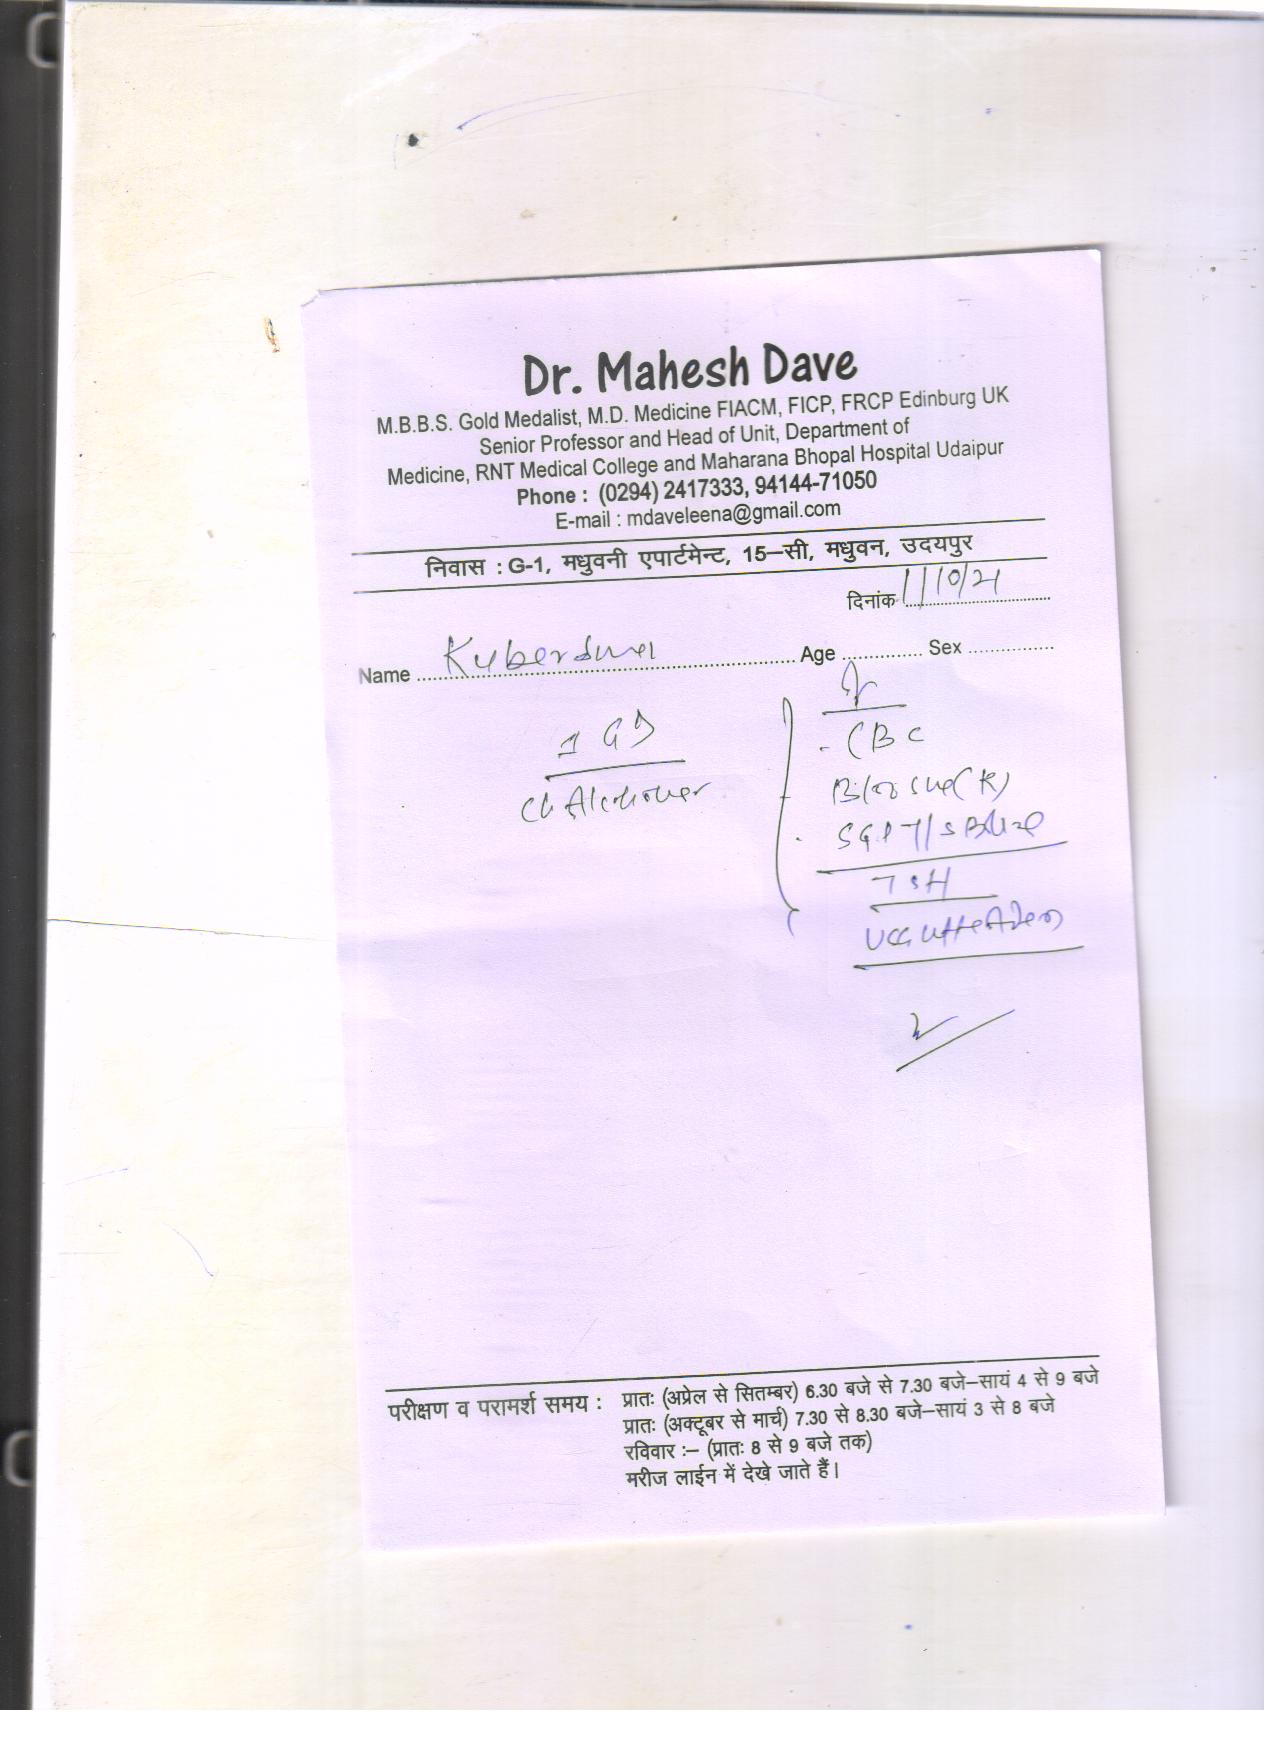 Dr. Mahesh Dave
M.B.B.S. Gold Medalist, M.D. Medicine FIACM, FICP, FRCP Edinburg UK
Senior Professor and Head of Unit, Department of
Medicine, RNT Medical College and Maharana Bhopal Hospital Udaipur
Phone : (0294) 2417333, 94144-71050
E-mail : mdaveleena@gmail.com
निवास : G-1, मधुवनी एपार्टमेन्ट, 15–सी, मधुवन, उदयपुर
दिनांक 1/10/21
Name Age Sex
CBC
(R)
SGPT/S
TSH
परीक्षण व परामर्श समय : प्रातः (अप्रेल से सितम्बर) 6.30 बजे से 7.30 बजे–सायं 4 से 9 बजे
प्रातः (अक्टूबर से मार्च) 7.30 से 8.30 बजे–सायं 3 से 8 बजे
रविवार :– (प्रातः 8 से 9 बजे तक)
मरीज लाईन में देखे जाते हैं।